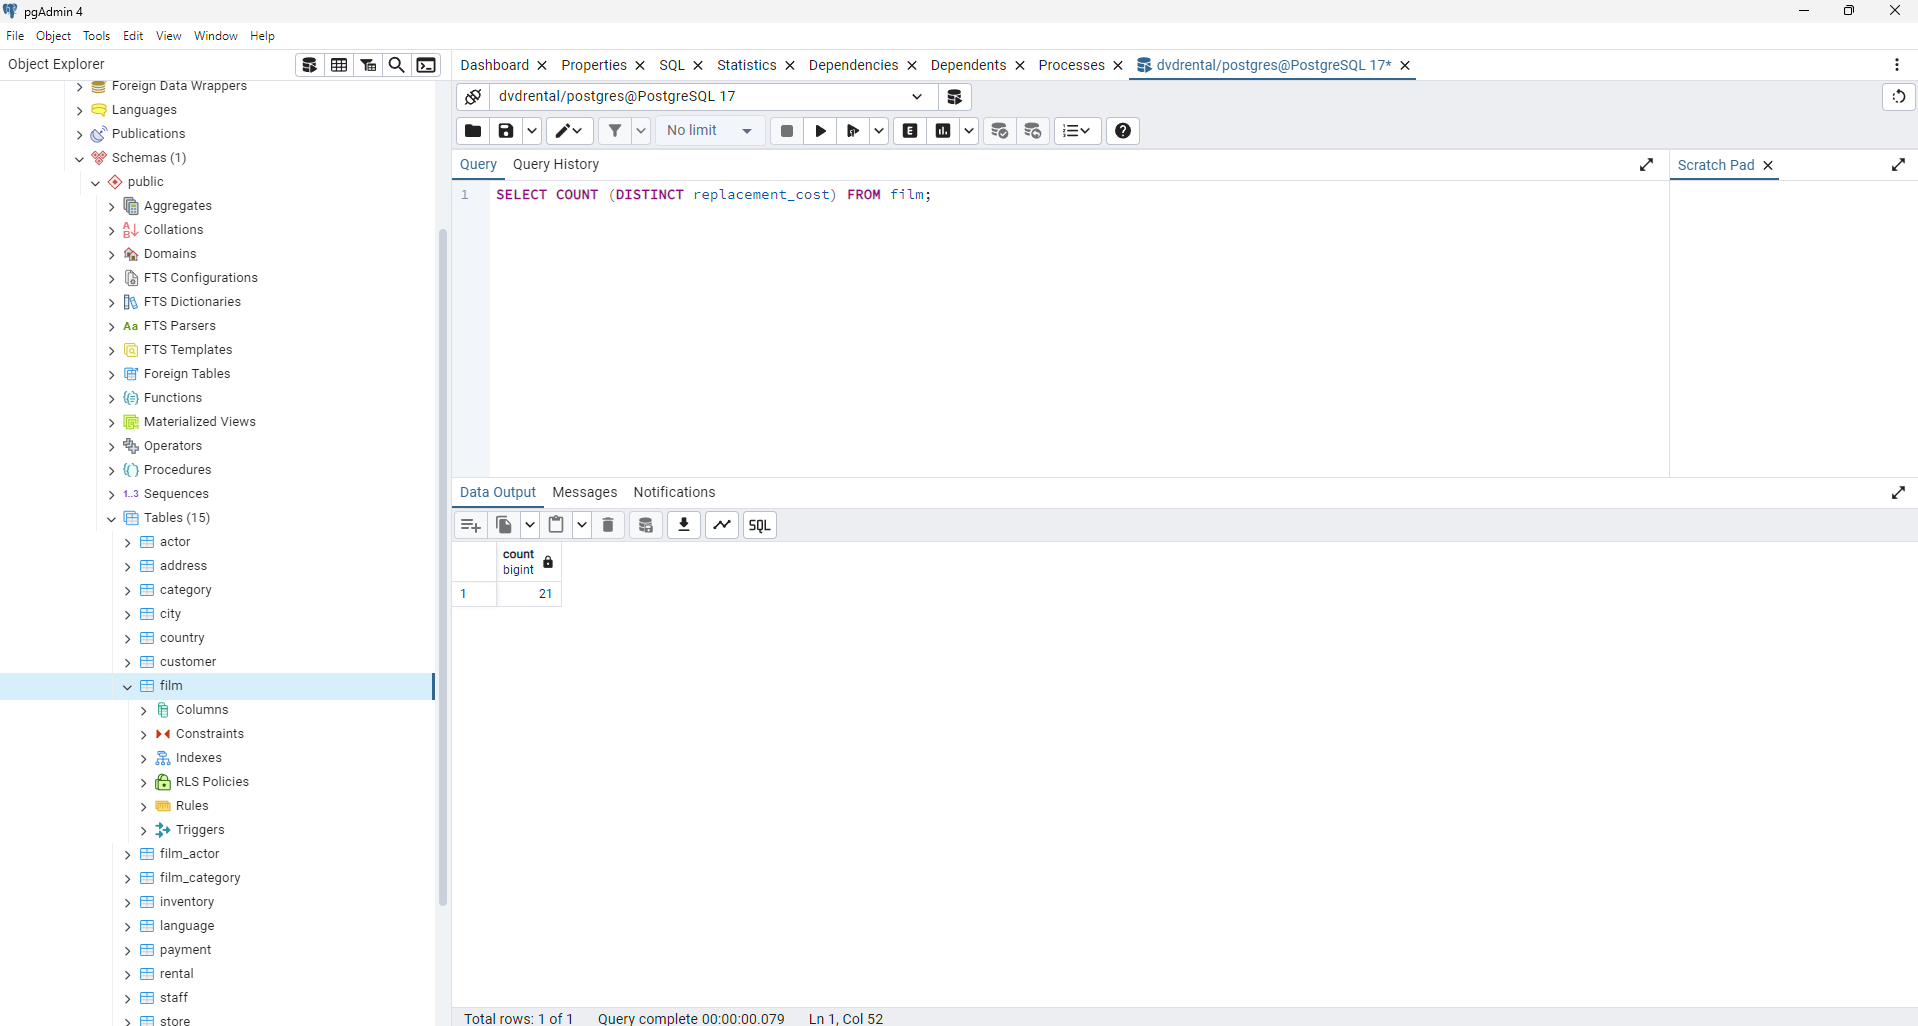 pgAdmin 4
File Object Tools Edit View Window Help
Object Explorer
Foreign Data Wrappers
Languages
Publications
Schemas (1)
public
Aggregates
Collations
Domains
FTS Configurations
FTS Dictionaries
Aa FTS Parsers
FTS Templates
Foreign Tables
Functions
Materialized Views
Operators
Procedures
1..3 Sequences
Tables (15)
actor
address
category
city
country
customer
film
Columns
Constraints
Indexes
RLS Policies
Rules
Triggers
film_actor
film_category
inventory
language
payment
rental
staff
store
Dashboard Properties SQL Statistics Dependencies Dependents Processes dvdrental/postgres@PostgreSQL 17*
dvdrental/postgres@PostgreSQL 17
No limit E
Query Query History
Scratch Pad
1 SELECT COUNT (DISTINCT replacement_cost) FROM film;
Data Output Messages Notifications
SQL
count
bigint
1 21
Total rows: 1 of 1 Query complete 00:00:00.079 Ln 1, Col 52